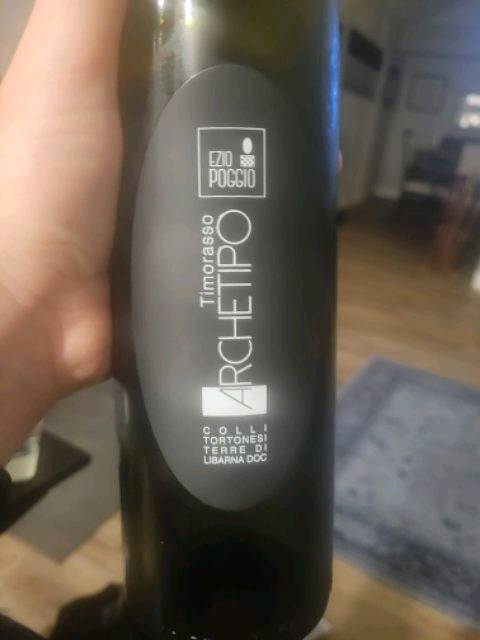 EZIO
POGGIO
Timorasso
ARCHETIPO
COLLI
TORTONESI
TERRE DI
LIBARNA DOC